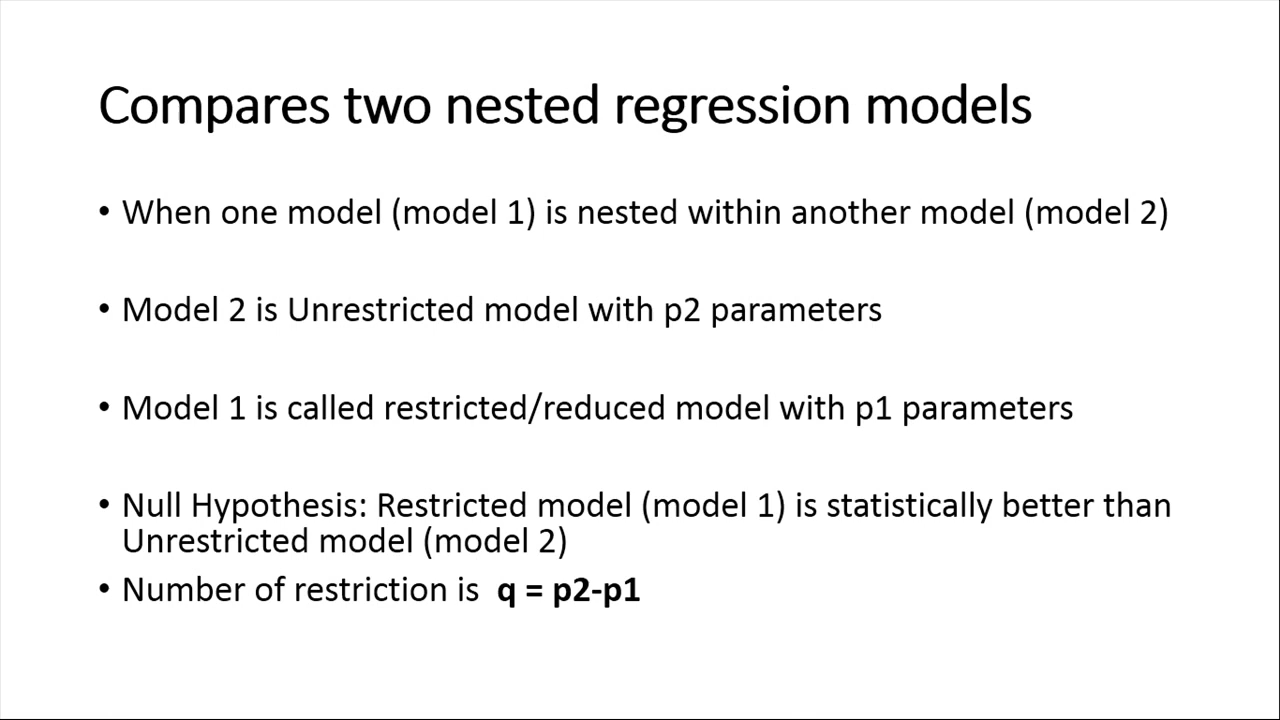 Compares two nested regression models
• When one model (model 1) is nested within another model (model 2)
• Model 2 is Unrestricted model with p2 parameters
• Model 1 is called restricted/reduced model with p1 parameters
• Null Hypothesis: Restricted model (model 1) is statistically better than
Unrestricted model (model 2)
• Number of restriction is q = p2-p1